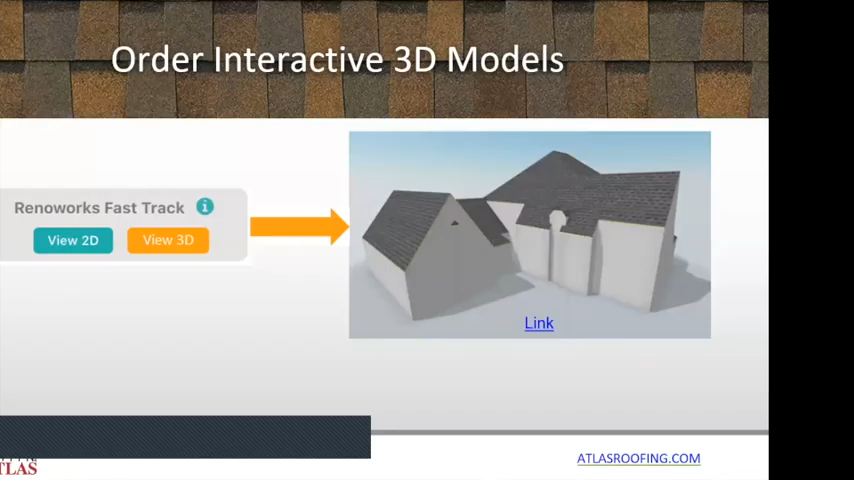 Order Interactive 3D Models
Renoworks Fast Track i
View 2D View 3D
Link
ATLASROOFING.COM
TLAS